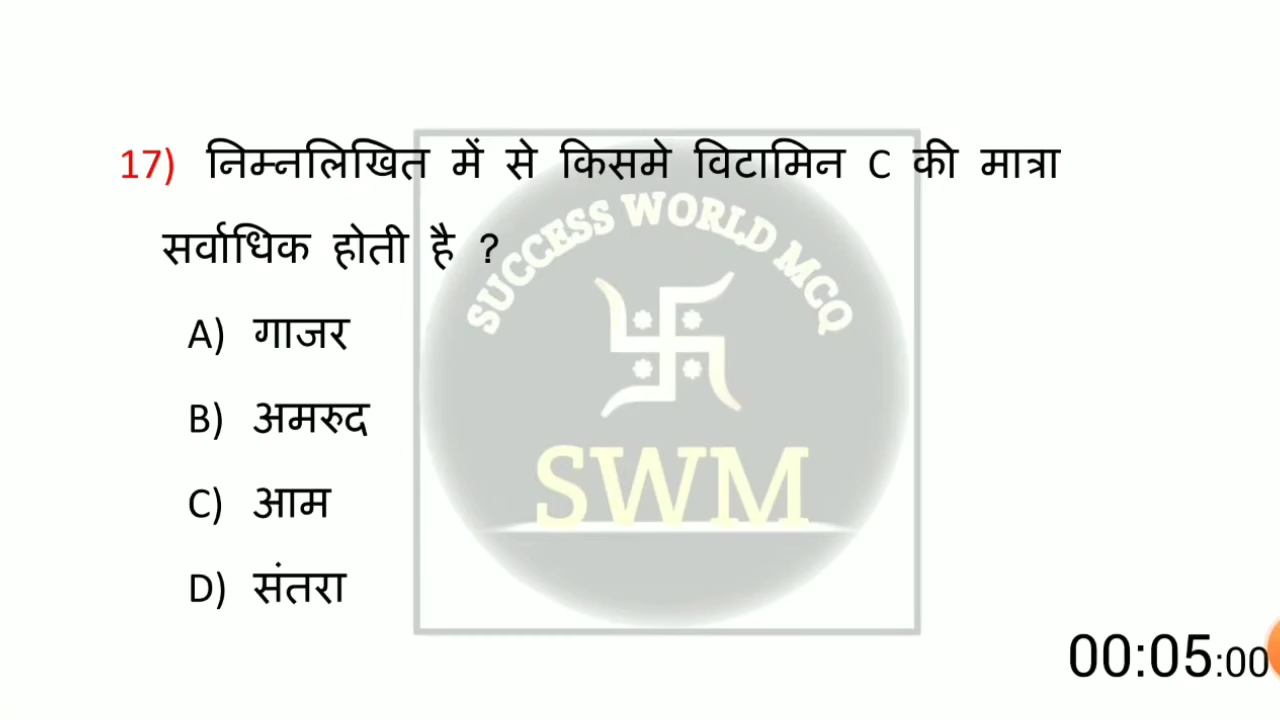 17) निम्नलिखित में से किसमे विटामिन C की मात्रा
सर्वाधिक होती है ?
A) गाजर
B) अमरुद
C) आम
D) संतरा
SUCCESS WORLD MCQ
SWM
00:05:00